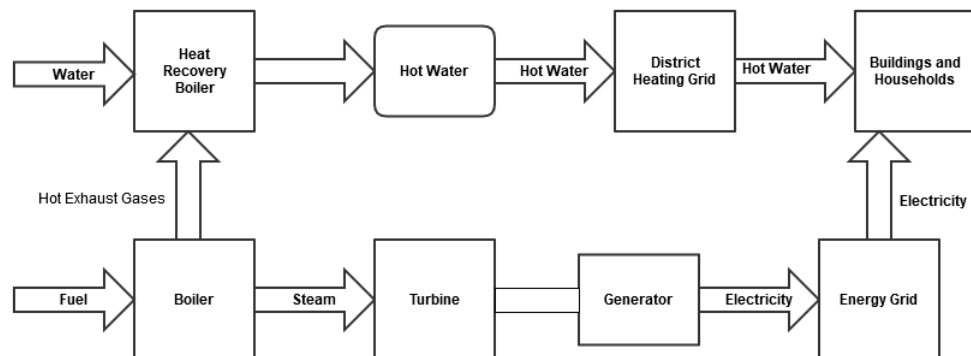 Water
Heat
Recovery
Boiler
Hot Water
Hot Water
District
Heating Grid
Hot Water
Buildings and
Households
Hot Exhaust Gases
Electricity
Fuel
Boiler
Steam
Turbine
Generator
Electricity
Energy Grid